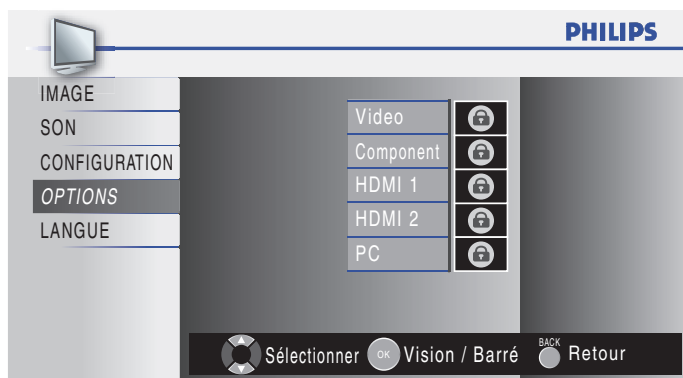 PHILIPS
IMAGE
SON
CONFIGURATION
OPTIONS
LANGUE
Video
Component
HDMI 1
HDMI 2
PC
Sélectionner OK Vision / Barré BACK Retour